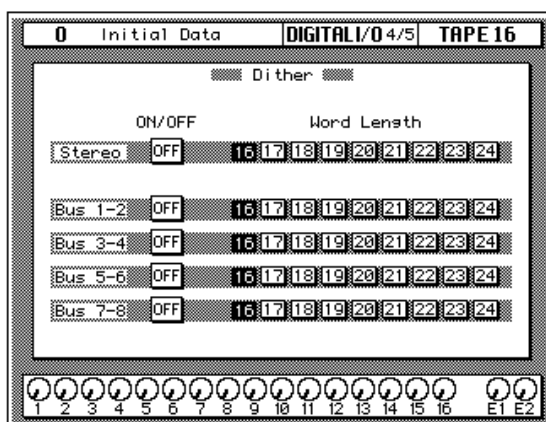 0 Initial Data DIGITAL I/O 4/5 TAPE 16
Dither
ON/OFF Word Length
Stereo OFF 16 17 18 19 20 21 22 23 24
Bus 1-2 OFF 16 17 18 19 20 21 22 23 24
Bus 3-4 OFF 16 17 18 19 20 21 22 23 24
Bus 5-6 OFF 16 17 18 19 20 21 22 23 24
Bus 7-8 OFF 16 17 18 19 20 21 22 23 24
1 2 3 4 5 6 7 8 9 10 11 12 13 14 15 16 E1 E2